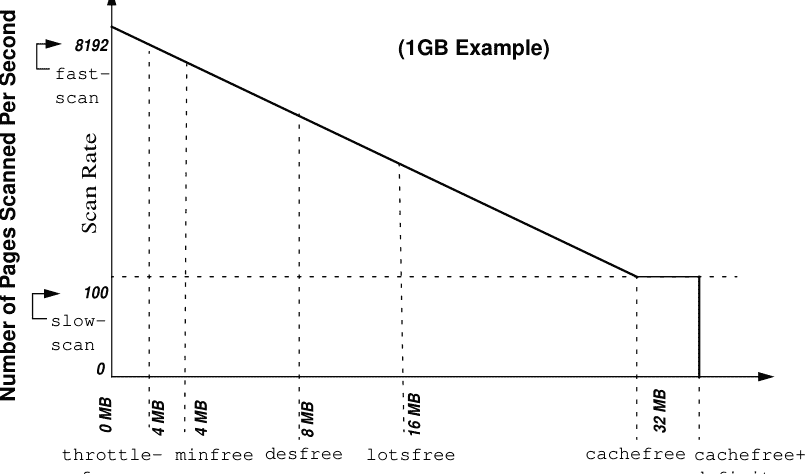 Number of Pages Scanned Per Second
(1GB Example)
8192
fast-
scan
Scan Rate
100
slow-
scan
0
0 MB
4 MB
4 MB
8 MB
16 MB
32 MB
throttle-
minfree
desfree
lotsfree
cachefree
cachefree+